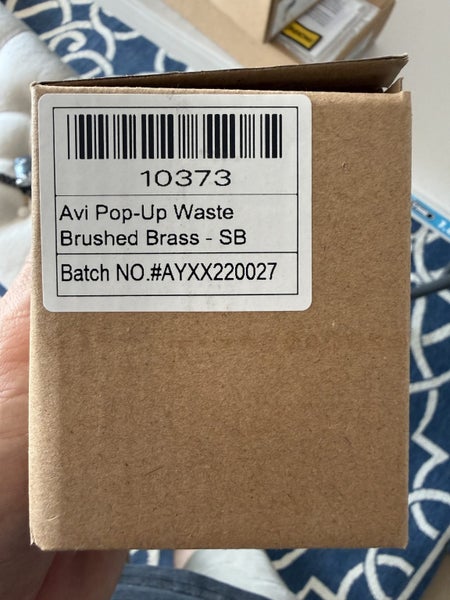 10373
Avi Pop-Up Waste
Brushed Brass - SB
Batch NO.#AYXX220027